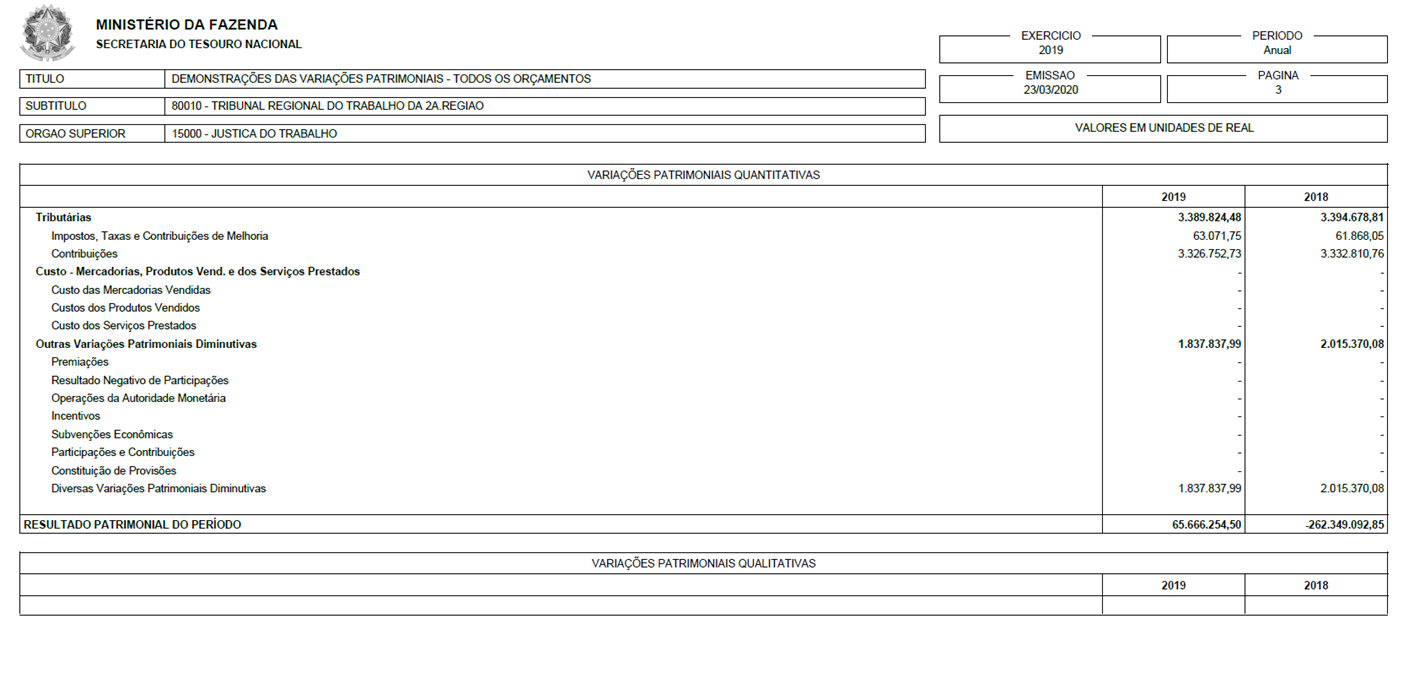 MINISTÉRIO DA FAZENDA
SECRETARIA DO TESOURO NACIONAL
EXERCICIO
2019
PERIODO
Anual
TITULO DEMONSTRAÇÕES DAS VARIAÇÕES PATRIMONIAIS - TODOS OS ORÇAMENTOS
EMISSAO
23/03/2020
PAGINA
3
SUBTITULO 80010 - TRIBUNAL REGIONAL DO TRABALHO DA 2A.REGIAO
ORGAO SUPERIOR 15000 - JUSTICA DO TRABALHO
VALORES EM UNIDADES DE REAL
VARIAÇÕES PATRIMONIAIS QUANTITATIVAS
2019 2018
Tributárias 3.389.824,48 3.394.678,81
Impostos, Taxas e Contribuições de Melhoria 63.071,75 61.868,05
Contribuições 3.326.752,73 3.332.810,76
Custo - Mercadorias, Produtos Vend. e dos Serviços Prestados - -
Custo das Mercadorias Vendidas - -
Custos dos Produtos Vendidos - -
Custo dos Serviços Prestados - -
Outras Variações Patrimoniais Diminutivas 1.837.837,99 2.015.370,08
Premiações - -
Resultado Negativo de Participações - -
Operações da Autoridade Monetária - -
Incentivos - -
Subvenções Econômicas - -
Participações e Contribuições - -
Constituição de Provisões - -
Diversas Variações Patrimoniais Diminutivas 1.837.837,99 2.015.370,08
RESULTADO PATRIMONIAL DO PERÍODO 65.666.254,50 -262.349.092,85
VARIAÇÕES PATRIMONIAIS QUALITATIVAS
2019 2018